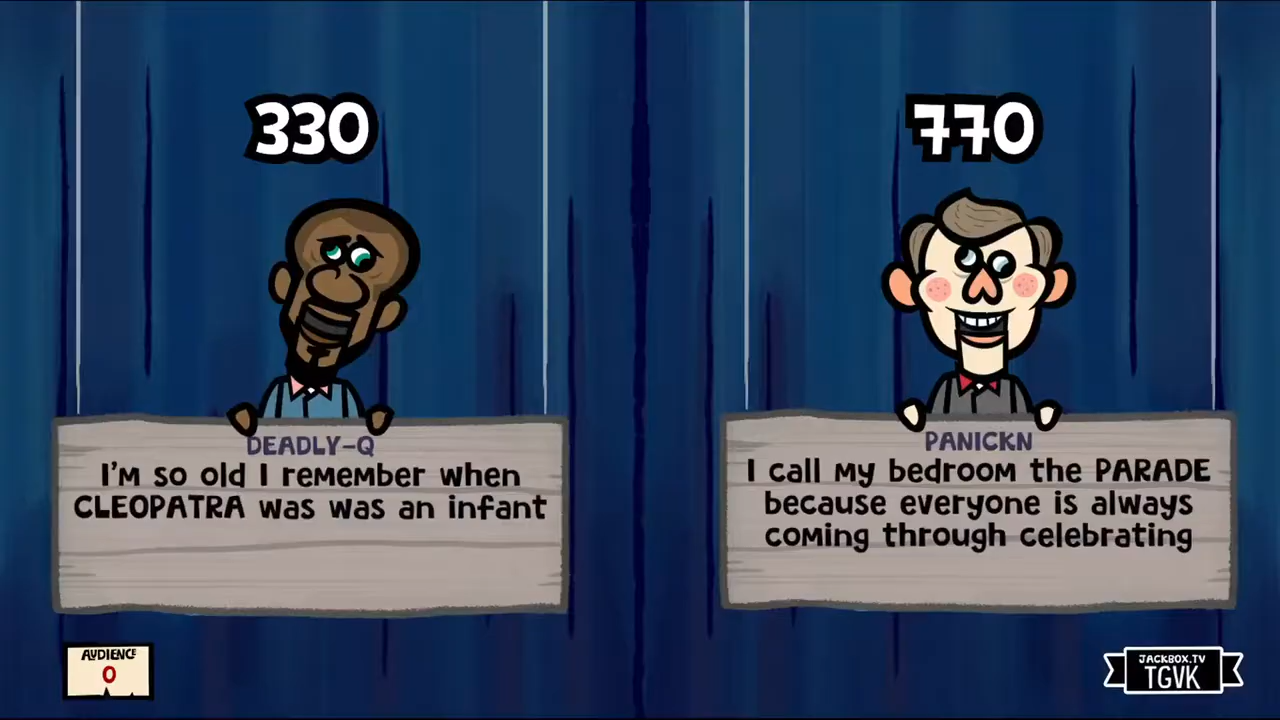 330
770
DEADLY-Q
I'm so old I remember when
CLEOPATRA was was an infant
PANICKN
I call my bedroom the PARADE
because everyone is always
coming through celebrating
AUDIENCE
0
JACKBOX.TV
TGVK